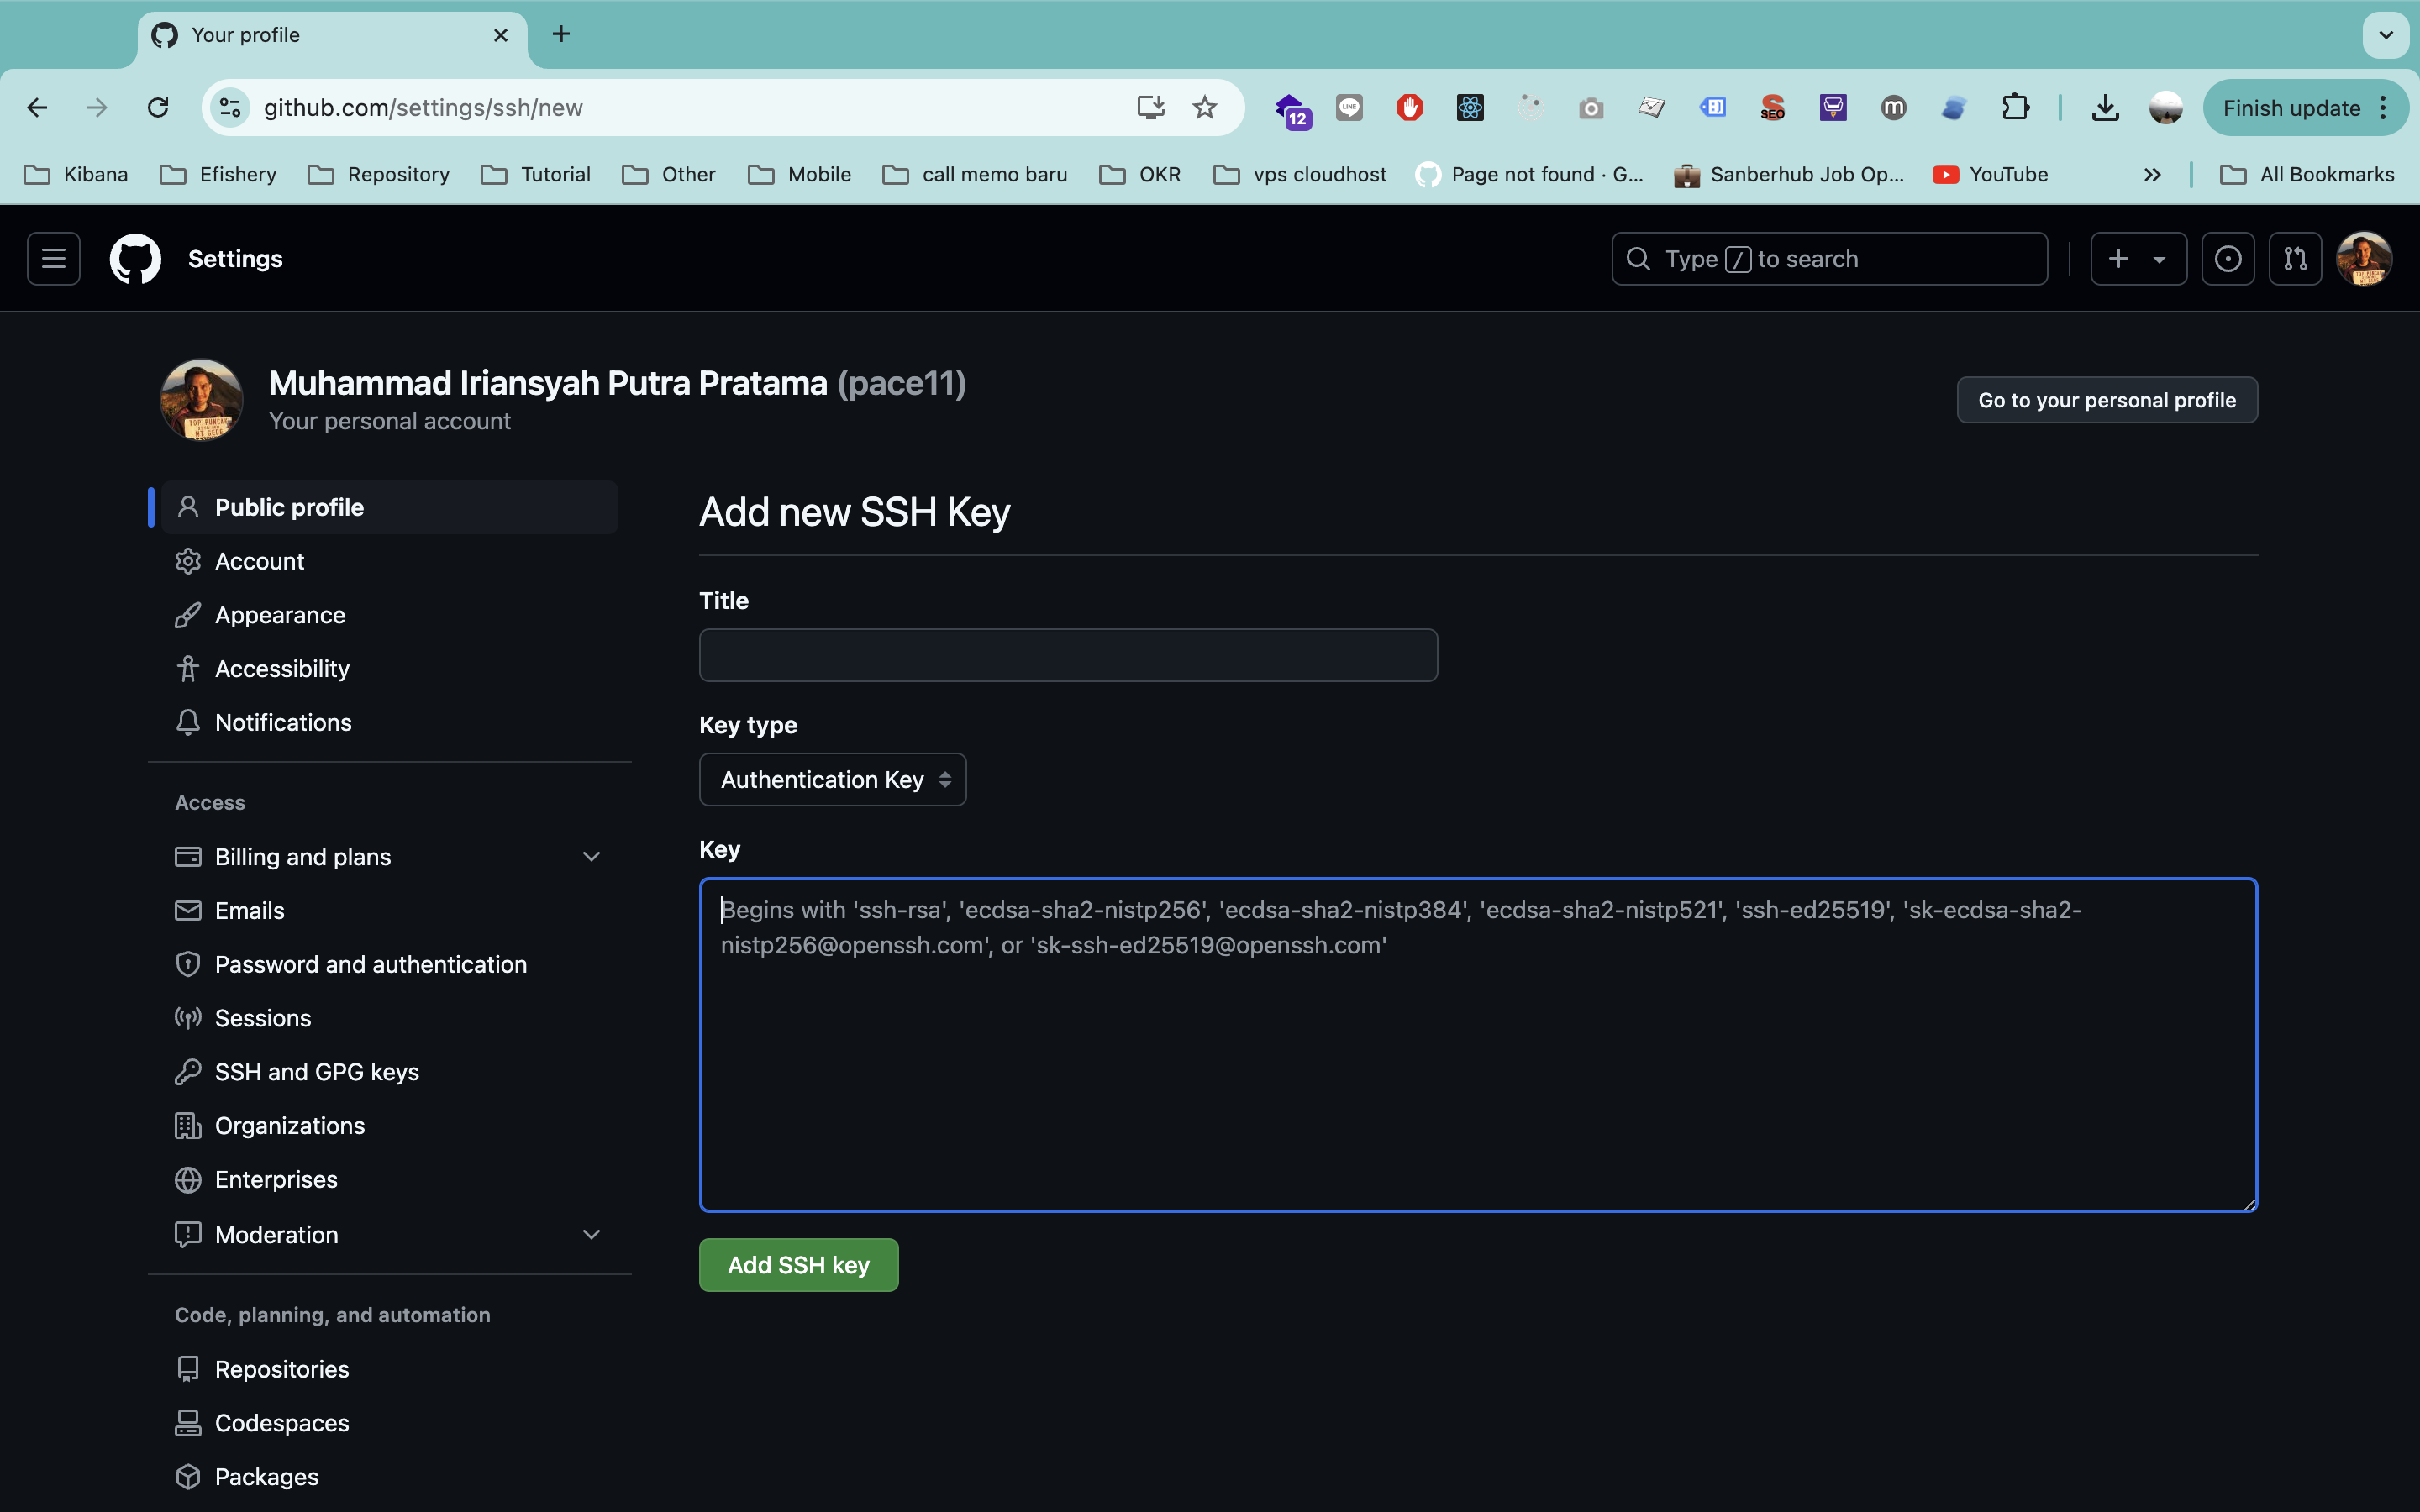 Your profile
github.com/settings/ssh/new
12
LINE
SEO
m
Finish update
Kibana
Efishery
Repository
Tutorial
Other
Mobile
call memo baru
OKR
vps cloudhost
Page not found · G...
Sanberhub Job Op...
YouTube
All Bookmarks
Settings
Type / to search
Muhammad Iriansyah Putra Pratama (pace11)
Your personal account
Go to your personal profile
Public profile
Account
Appearance
Accessibility
Notifications
Access
Billing and plans
Emails
Password and authentication
Sessions
SSH and GPG keys
Organizations
Enterprises
Moderation
Code, planning, and automation
Repositories
Codespaces
Packages
Add new SSH Key
Title
Key type
Authentication Key
Key
Begins with 'ssh-rsa', 'ecdsa-sha2-nistp256', 'ecdsa-sha2-nistp384', 'ecdsa-sha2-nistp521', 'ssh-ed25519', 'sk-ecdsa-sha2-
nistp256@openssh.com', or 'sk-ssh-ed25519@openssh.com'
Add SSH key